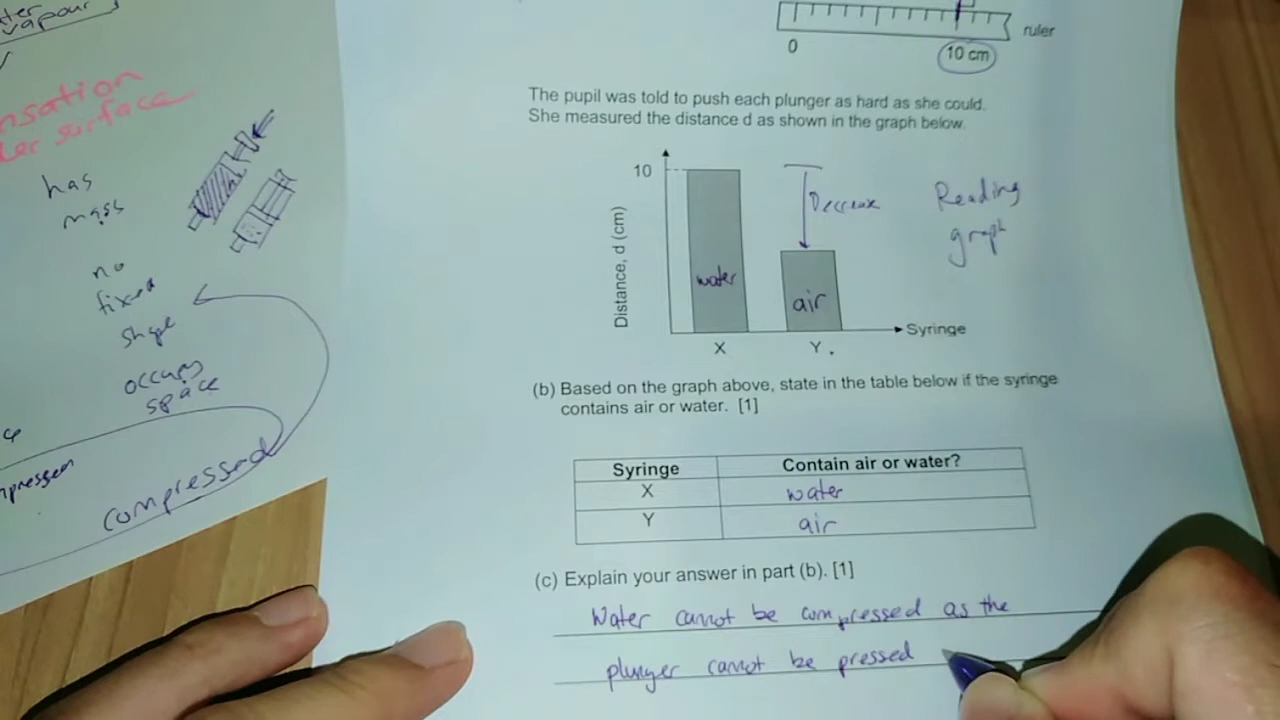 vapour
nsation
surface
has
mass
no
fixed
shape
occupy
space
compressed
0
10 cm
ruler
The pupil was told to push each plunger as hard as she could.
She measured the distance d as shown in the graph below.
10
Distance, d (cm)
water
air
Decrease
Reading
graph
X
Y
Syringe
(b) Based on the graph above, state in the table below if the syringe
contains air or water. [1]
Syringe Contain air or water?
X water
Y air
(c) Explain your answer in part (b). [1]
Water cannot be compressed as the
plunger cannot be pressed